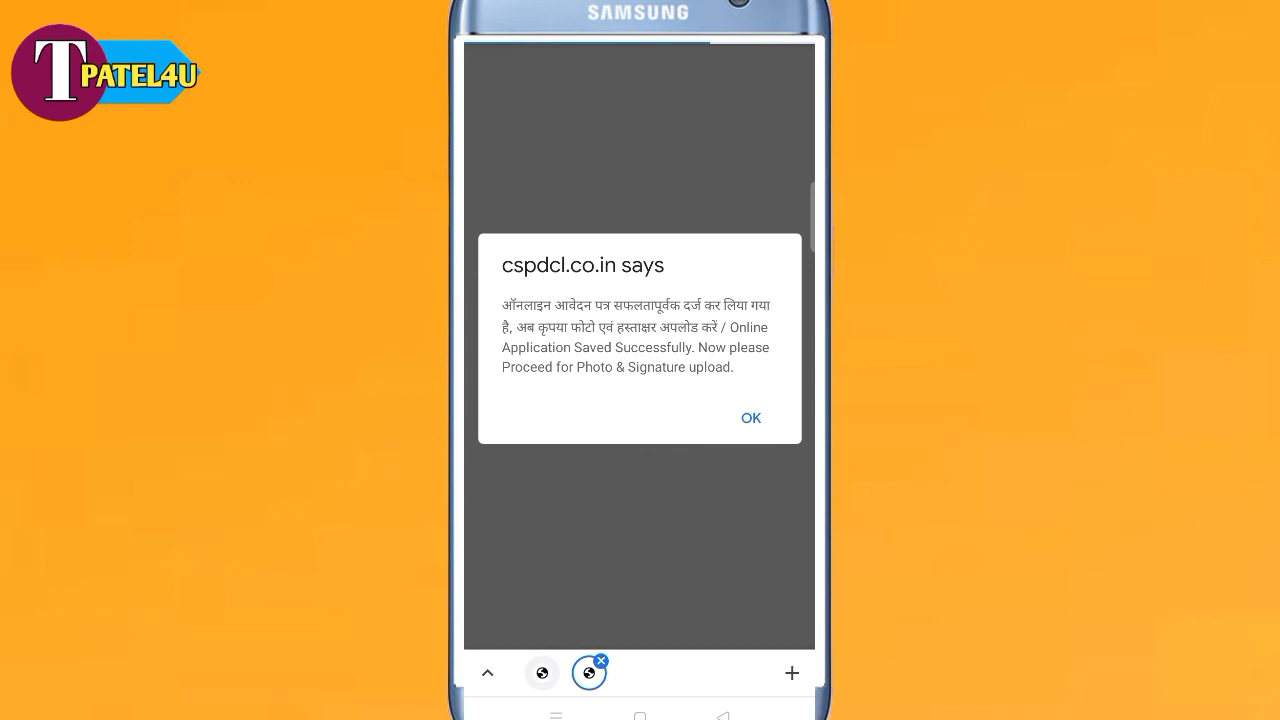 SAMSUNG
T PATEL4U
cspdcl.co.in says
ऑनलाइन आवेदन पत्र सफलतापूर्वक दर्ज कर लिया गया
है, अब कृपया फोटो एवं हस्ताक्षर अपलोड करें / Online
Application Saved Successfully. Now please
Proceed for Photo & Signature upload.
OK